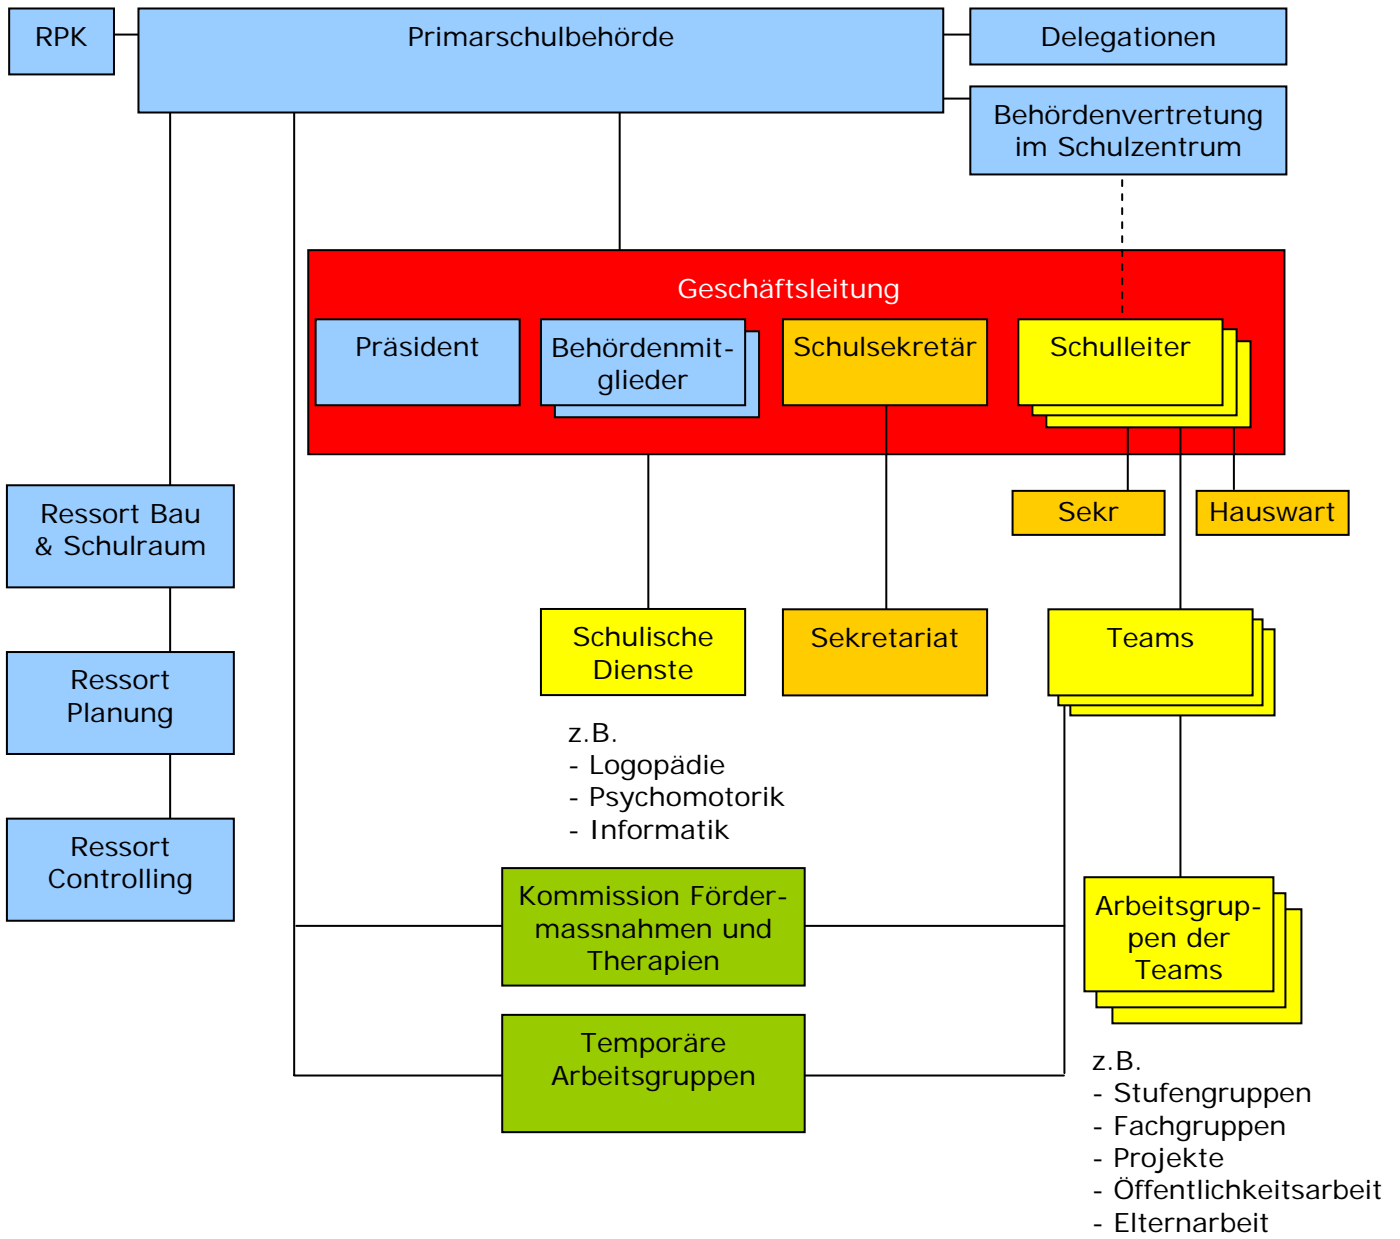 RPK
Primarschulbehörde
Delegationen
Behördenvertretung
im Schulzentrum
Geschäftsleitung
Präsident
Behördenmit-
glieder
Schulsekretär
Schulleiter
Ressort Bau
& Schulraum
Sekr
Hauswart
Schulische
Dienste
Sekretariat
Teams
Ressort
Planung
z.B.
- Logopädie
- Psychomotorik
- Informatik
Ressort
Controlling
Kommission Förder-
massnahmen und
Therapien
Arbeitsgrup-
pen der
Teams
Temporäre
Arbeitsgruppen
z.B.
- Stufengruppen
- Fachgruppen
- Projekte
- Öffentlichkeitsarbeit
- Elternarbeit